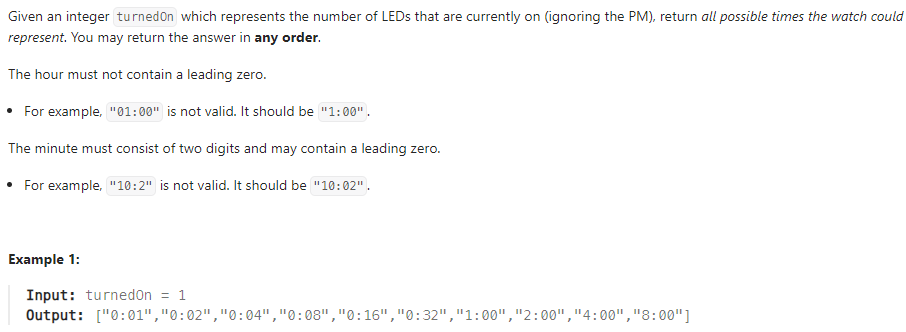 Given an integer turnedOn which represents the number of LEDs that are currently on (ignoring the PM), return all possible times the watch could
represent. You may return the answer in any order.
The hour must not contain a leading zero.
• For example, "01:00" is not valid. It should be "1:00".
The minute must consist of two digits and may contain a leading zero.
• For example, "10:2" is not valid. It should be "10:02".
Example 1:
Input: turnedOn = 1
Output: ["0:01","0:02","0:04","0:08","0:16","0:32","1:00","2:00","4:00","8:00"]